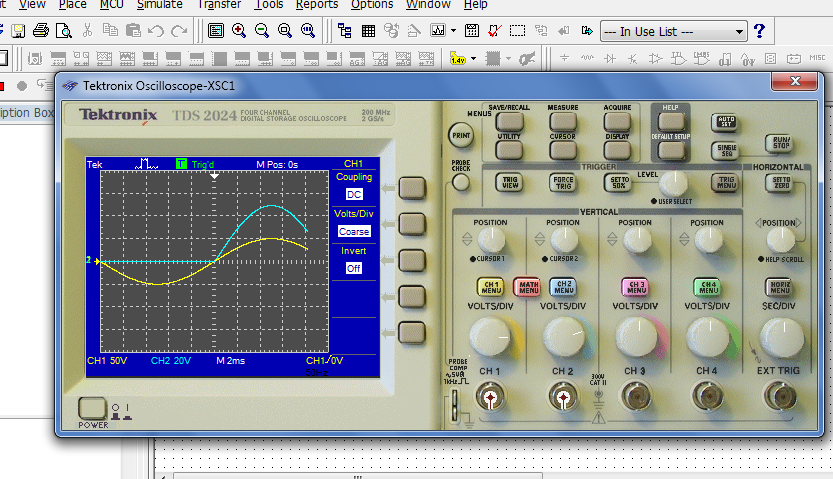 w Place MCU Simulate Transfer Tools Reports Options Window Help
--- In Use List ---
1.4v
MISC
ption Box
Tektronix Oscilloscope-XSC1
Tektronix TDS 2024 FOUR CHANNEL DIGITAL STORAGE OSCILLOSCOPE 200 MHz 2 GS/s
Tek T Trig'd M Pos: 0s CH1
Coupling
DC
Volts/Div
Coarse
Invert
Off
CH1 50V CH2 20V M 2ms CH1/0V
POWER
MENUS SAVE/RECALL MEASURE ACQUIRE HELP
PRINT UTILITY CURSOR DISPLAY DEFAULT SETUP
AUTO SET
SINGLE SEQ
RUN/STOP
PROBE CHECK
TRIGGER
HORIZONTAL
TRIG VIEW
FORCE TRIG
SET TO 50%
LEVEL
USER SELECT
TRIG MENU
SET TO ZERO
VERTICAL
POSITION POSITION POSITION POSITION POSITION
CURSOR 1 CURSOR 2 HELP SCROLL
CH 1 MENU MATH MENU CH 2 MENU CH 3 MENU CH 4 MENU HORIZ MENU
VOLTS/DIV VOLTS/DIV VOLTS/DIV VOLTS/DIV SEC/DIV
PROBE COMP
~5V
1kHz
CH 1 CH 2 CH 3 CH 4 EXT TRIG
300V
CAT II